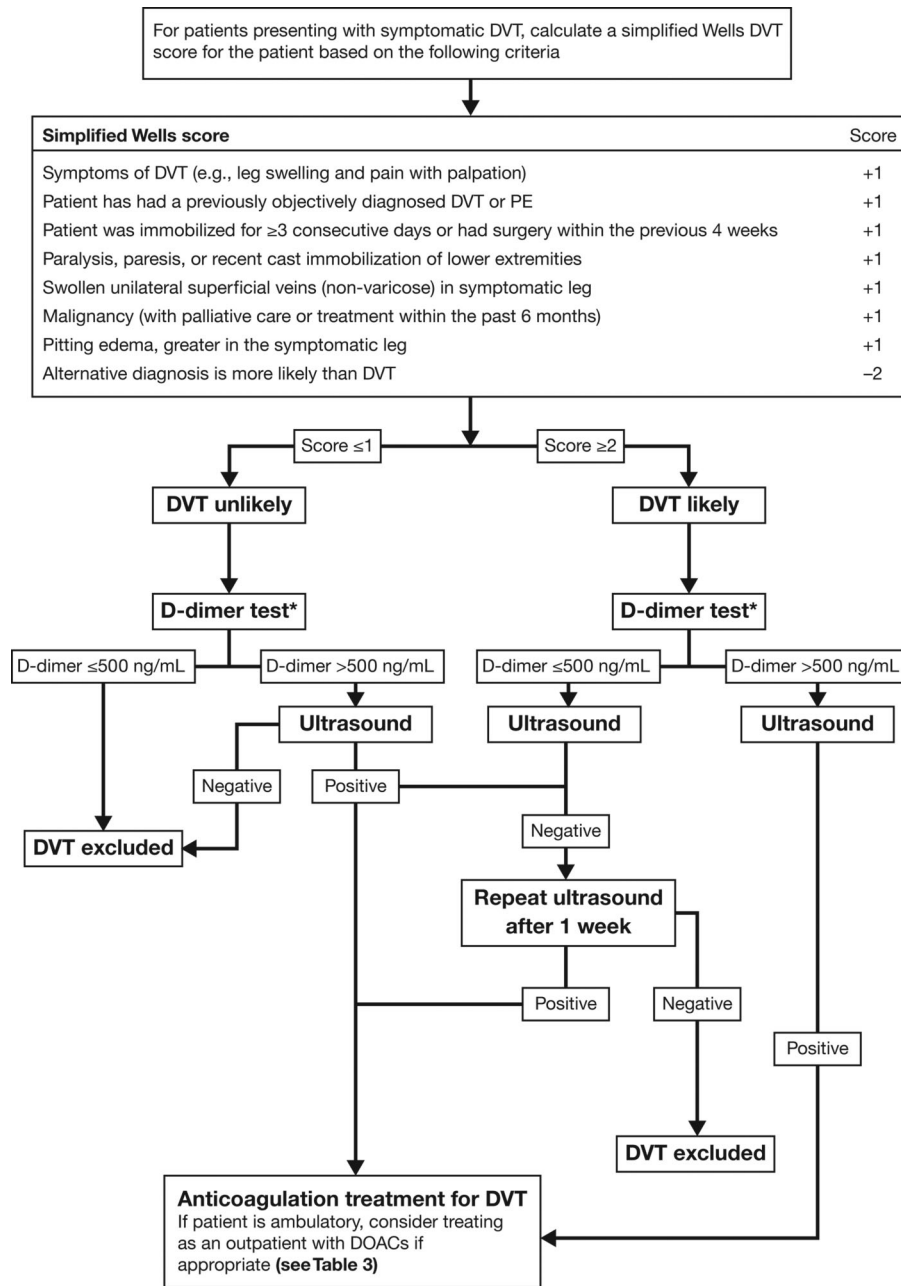 For patients presenting with symptomatic DVT, calculate a simplified Wells DVT
score for the patient based on the following criteria
Simplified Wells score Score
Symptoms of DVT (e.g., leg swelling and pain with palpation) +1
Patient has had a previously objectively diagnosed DVT or PE +1
Patient was immobilized for ≥3 consecutive days or had surgery within the previous 4 weeks +1
Paralysis, paresis, or recent cast immobilization of lower extremities +1
Swollen unilateral superficial veins (non-varicose) in symptomatic leg +1
Malignancy (with palliative care or treatment within the past 6 months) +1
Pitting edema, greater in the symptomatic leg +1
Alternative diagnosis is more likely than DVT –2
Score ≤1 Score ≥2
DVT unlikely DVT likely
D-dimer test* D-dimer test*
D-dimer ≤500 ng/mL D-dimer >500 ng/mL D-dimer ≤500 ng/mL D-dimer >500 ng/mL
Ultrasound Ultrasound Ultrasound
Negative Positive
Negative
DVT excluded
Repeat ultrasound
after 1 week
Positive Negative
Positive
DVT excluded
Anticoagulation treatment for DVT
If patient is ambulatory, consider treating
as an outpatient with DOACs if
appropriate (see Table 3)